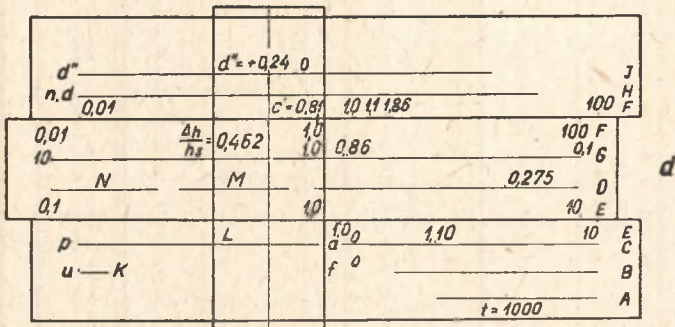 d" d"=+0,24 0 J
n,d H
0,01 c'=0,81 1,0 1,1 1,86 100 F
0,01 Δh/hs=0,462 1,0 100 F
10 1,0 0,86 0,1 G
N M 0,275 D
d
0,1 1,0 10 E
L 1,0 0 1,10 10 E
p a C
u K f 0 B
A
t=1000